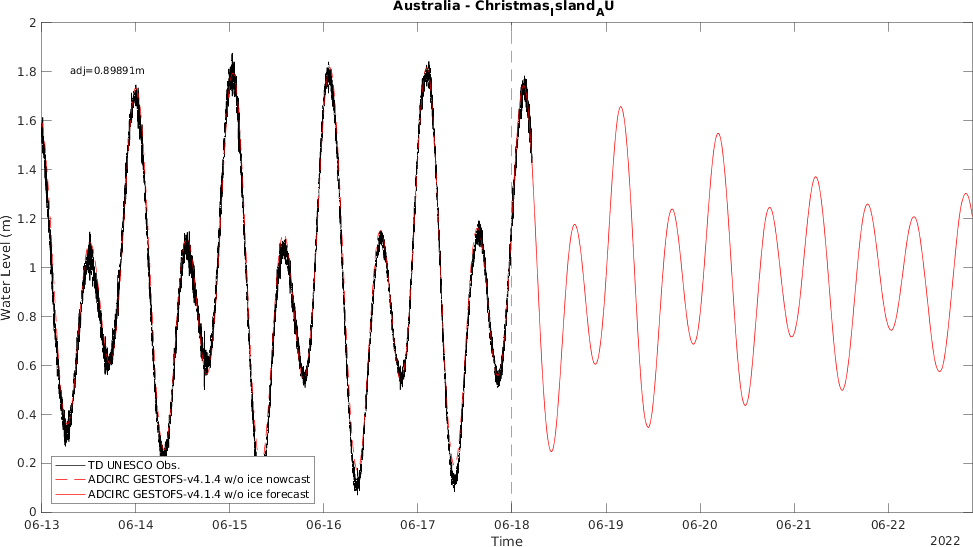 Australia - Christmas_Island_AU
2
1.8
adj=0.89891m
1.6
1.4
1.2
1
0.8
0.6
0.4
0.2
0
Water Level (m)
TD UNESCO Obs.
ADCIRC GESTOFS-v4.1.4 w/o ice nowcast
ADCIRC GESTOFS-v4.1.4 w/o ice forecast
06-13 06-14 06-15 06-16 06-17 06-18 06-19 06-20 06-21 06-22
Time
2022